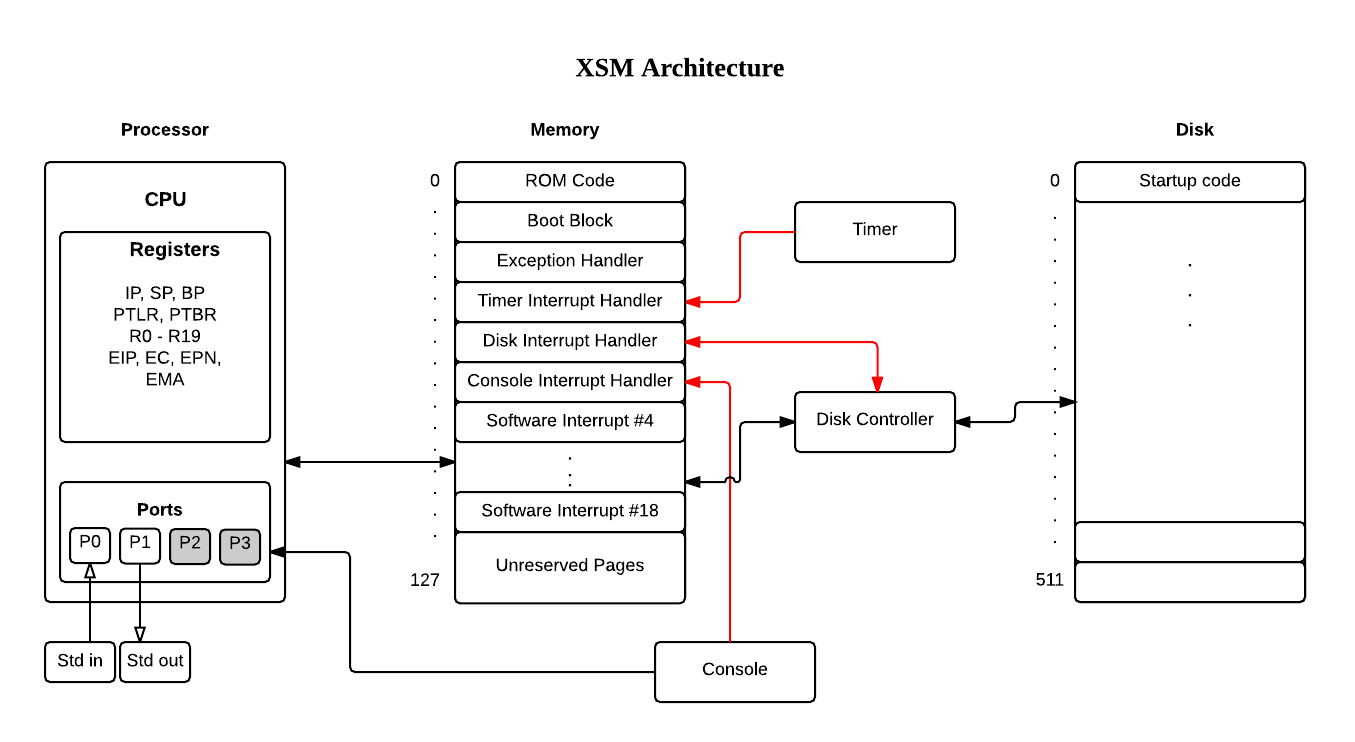 XSM Architecture
Processor
Memory
Disk
CPU
Registers
IP, SP, BP
PTLR, PTBR
R0 - R19
EIP, EC, EPN,
EMA
Ports
P0
P1
P2
P3
Std in
Std out
0
127
ROM Code
Boot Block
Exception Handler
Timer Interrupt Handler
Disk Interrupt Handler
Console Interrupt Handler
Software Interrupt #4
Software Interrupt #18
Unreserved Pages
Timer
Disk Controller
Console
0
511
Startup code